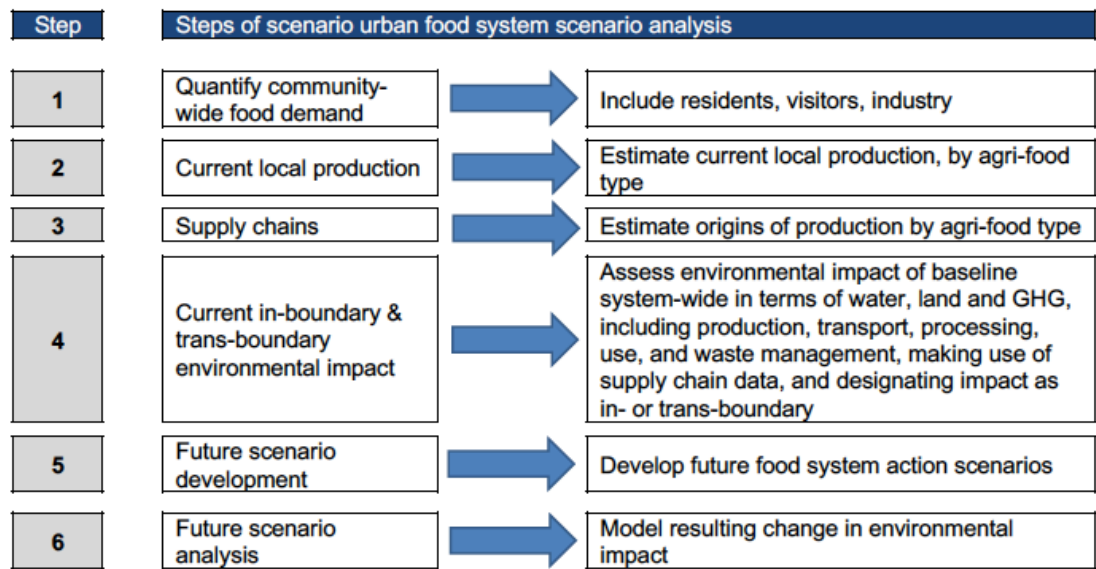 Step
Steps of scenario urban food system scenario analysis
1
Quantify community-
wide food demand
Include residents, visitors, industry
2
Current local production
Estimate current local production, by agri-food
type
3
Supply chains
Estimate origins of production by agri-food type
4
Current in-boundary &
trans-boundary
environmental impact
Assess environmental impact of baseline
system-wide in terms of water, land and GHG,
including production, transport, processing,
use, and waste management, making use of
supply chain data, and designating impact as
in- or trans-boundary
5
Future scenario
development
Develop future food system action scenarios
6
Future scenario
analysis
Model resulting change in environmental
impact